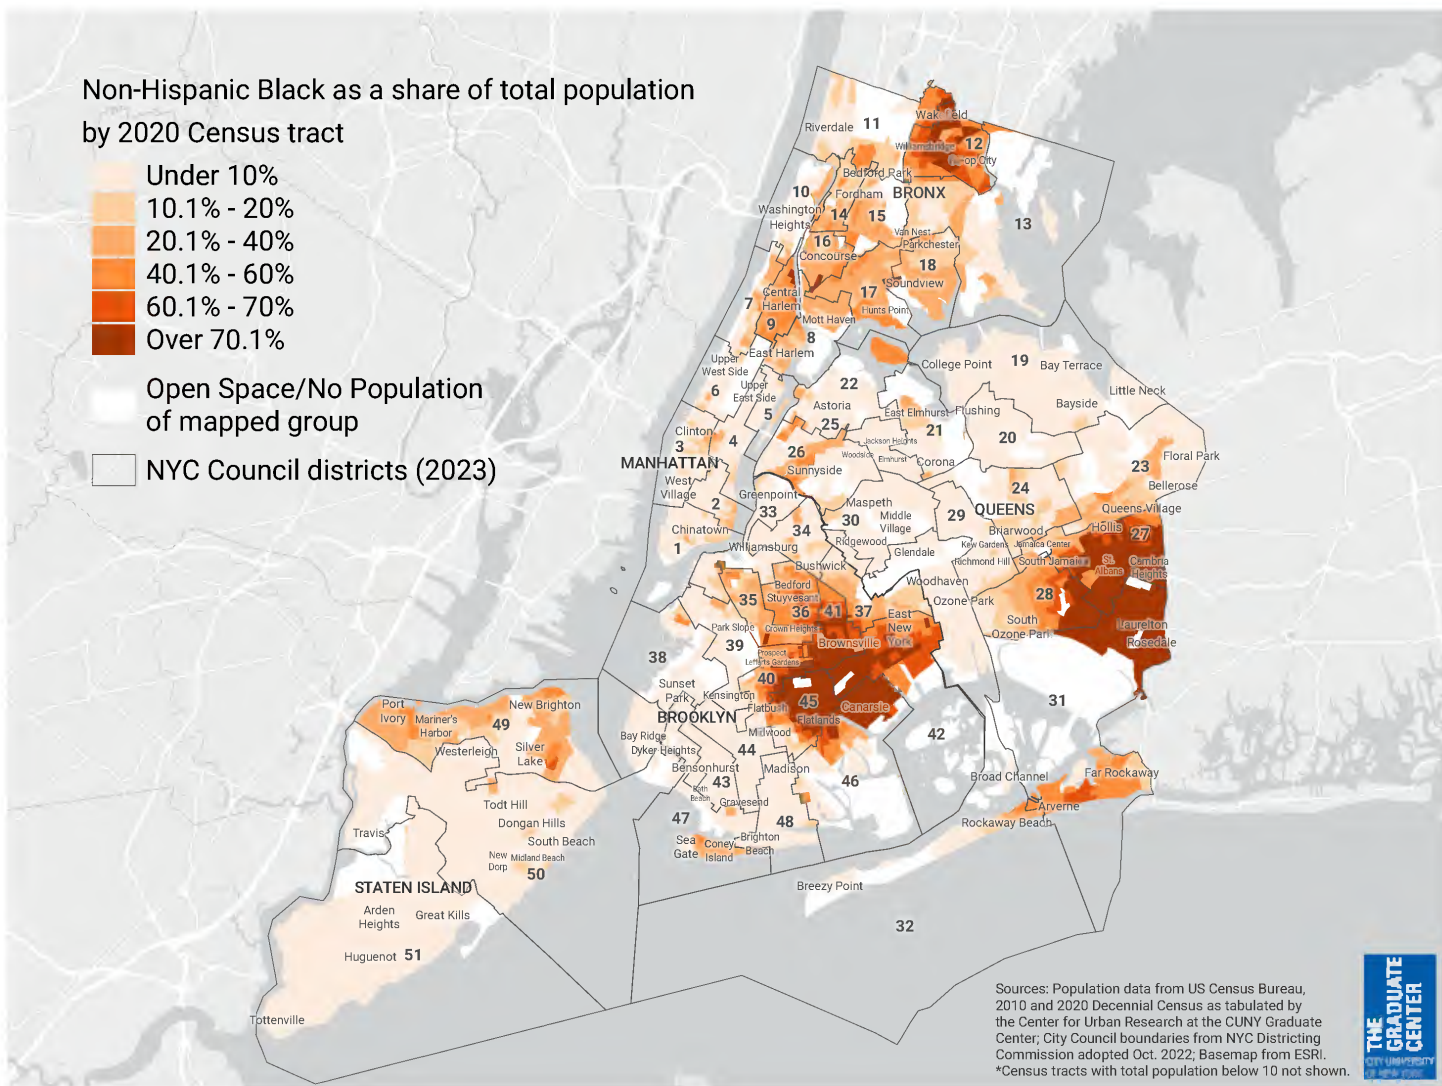 Non-Hispanic Black as a share of total population
by 2020 Census tract
Under 10%
10.1% - 20%
20.1% - 40%
40.1% - 60%
60.1% - 70%
Over 70.1%
Open Space/No Population
of mapped group
NYC Council districts (2023)
Wakefield
Riverdale
11
Williamsbridge
12
Co-op City
Bedford Park
10
Fordham
BRONX
Washington
Heights
14
15
13
Van Nest
16
Parkchester
Concourse
18
Soundview
17
Central
Harlem
7
Hunts Point
9
Mott Haven
8
East Harlem
Upper
West Side
6
Upper
East Side
5
College Point
19
Bay Terrace
22
Little Neck
Astoria
East Elmhurst
Flushing
Bayside
25
21
20
Clinton
3
4
Jackson Heights
26
Woodside
Elmhurst
Corona
Sunnyside
MANHATTAN
23
Floral Park
West
Village
2
Greenpoint
24
Bellerose
33
Maspeth
QUEENS
Queens Village
30
Middle
Village
29
Chinatown
34
Briarwood
Hollis
27
1
Williamsburg
Ridgewood
Kew Gardens
Jamaica Center
Glendale
Richmond Hill
South Jamaica
St.
Albans
Cambria
Heights
Bushwick
Woodhaven
Bedford
Stuyvesant
35
36
41
37
East
New
York
Ozone Park
28
South
Ozone Park
Laurelton
Rosedale
Park Slope
Crown Heights
Brownsville
39
38
Prospect
Lefferts Gardens
40
Sunset
Park
Kensington
45
Canarsie
31
Flatbush
Flatlands
BROOKLYN
Port
Ivory
Mariner's
Harbor
49
New Brighton
Midwood
42
Bay Ridge
Dyker Heights
44
Westerleigh
Silver
Lake
Bensonhurst
Madison
43
46
Broad Channel
Far Rockaway
Bath
Beach
Gravesend
Todt Hill
Arverne
47
48
Rockaway Beach
Dongan Hills
Travis
South Beach
Sea
Gate
Coney
Island
Brighton
Beach
New
Dorp
Midland Beach
50
STATEN ISLAND
Breezy Point
Arden
Heights
Great Kills
32
Huguenot
51
Tottenville
Sources: Population data from US Census Bureau,
2010 and 2020 Decennial Census as tabulated by
the Center for Urban Research at the CUNY Graduate
Center; City Council boundaries from NYC Districting
Commission adopted Oct. 2022; Basemap from ESRI.
*Census tracts with total population below 10 not shown.
THE
GRADUATE
CENTER
CITY UNIVERSITY
OF NEW YORK